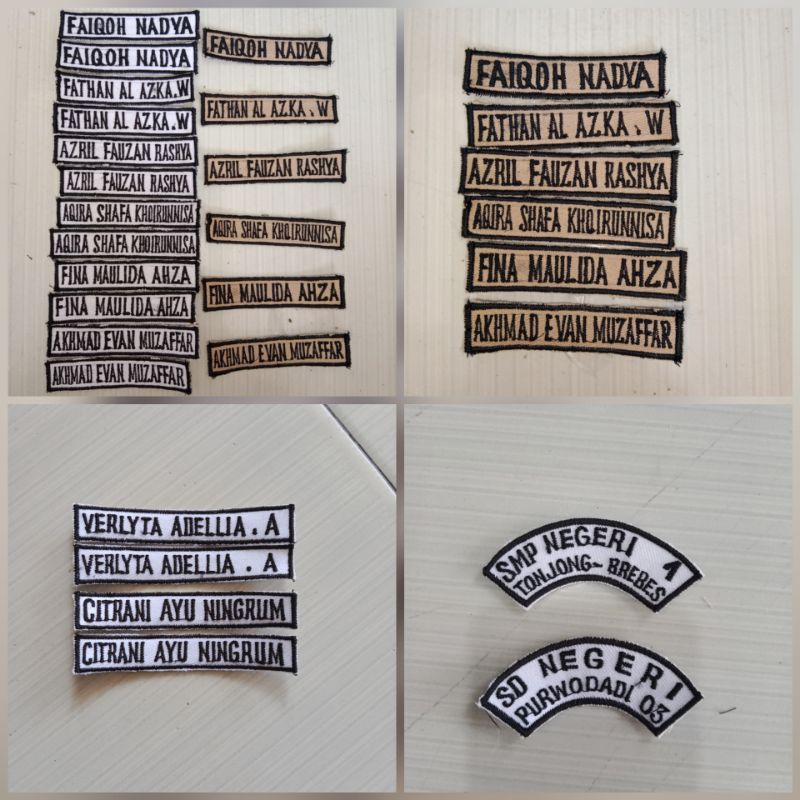 FAIQOH NADYA
FAIQOH NADYA
FATHAN AL AZKA.W
FATHAN AL AZKA.W
AZRIL FAUZAN RASHYA
AZRIL FAUZAN RASHYA
AQIRA SHAFA KHOIRUNNISA
AQIRA SHAFA KHOIRUNNISA
FINA MAULIDA AHZA
FINA MAULIDA AHZA
AKHMAD EVAN MUZAFFAR
AKHMAD EVAN MUZAFFAR
FAIQOH NADYA
FATHAN AL AZKA.W
AZRIL FAUZAN RASHYA
AQIRA SHAFA KHOIRUNNISA
FINA MAULIDA AHZA
AKHMAD EVAN MUZAFFAR
FAIQOH NADYA
FATHAN AL AZKA.W
AZRIL FAUZAN RASHYA
AQIRA SHAFA KHOIRUNNISA
FINA MAULIDA AHZA
AKHMAD EVAN MUZAFFAR
VERLYTA ADELLIA.A
VERLYTA ADELLIA.A
CITRANI AYU NINGRUM
CITRANI AYU NINGRUM
SMP NEGERI 1
TONJONG-BREBES
SD NEGERI
PURWODADI 03